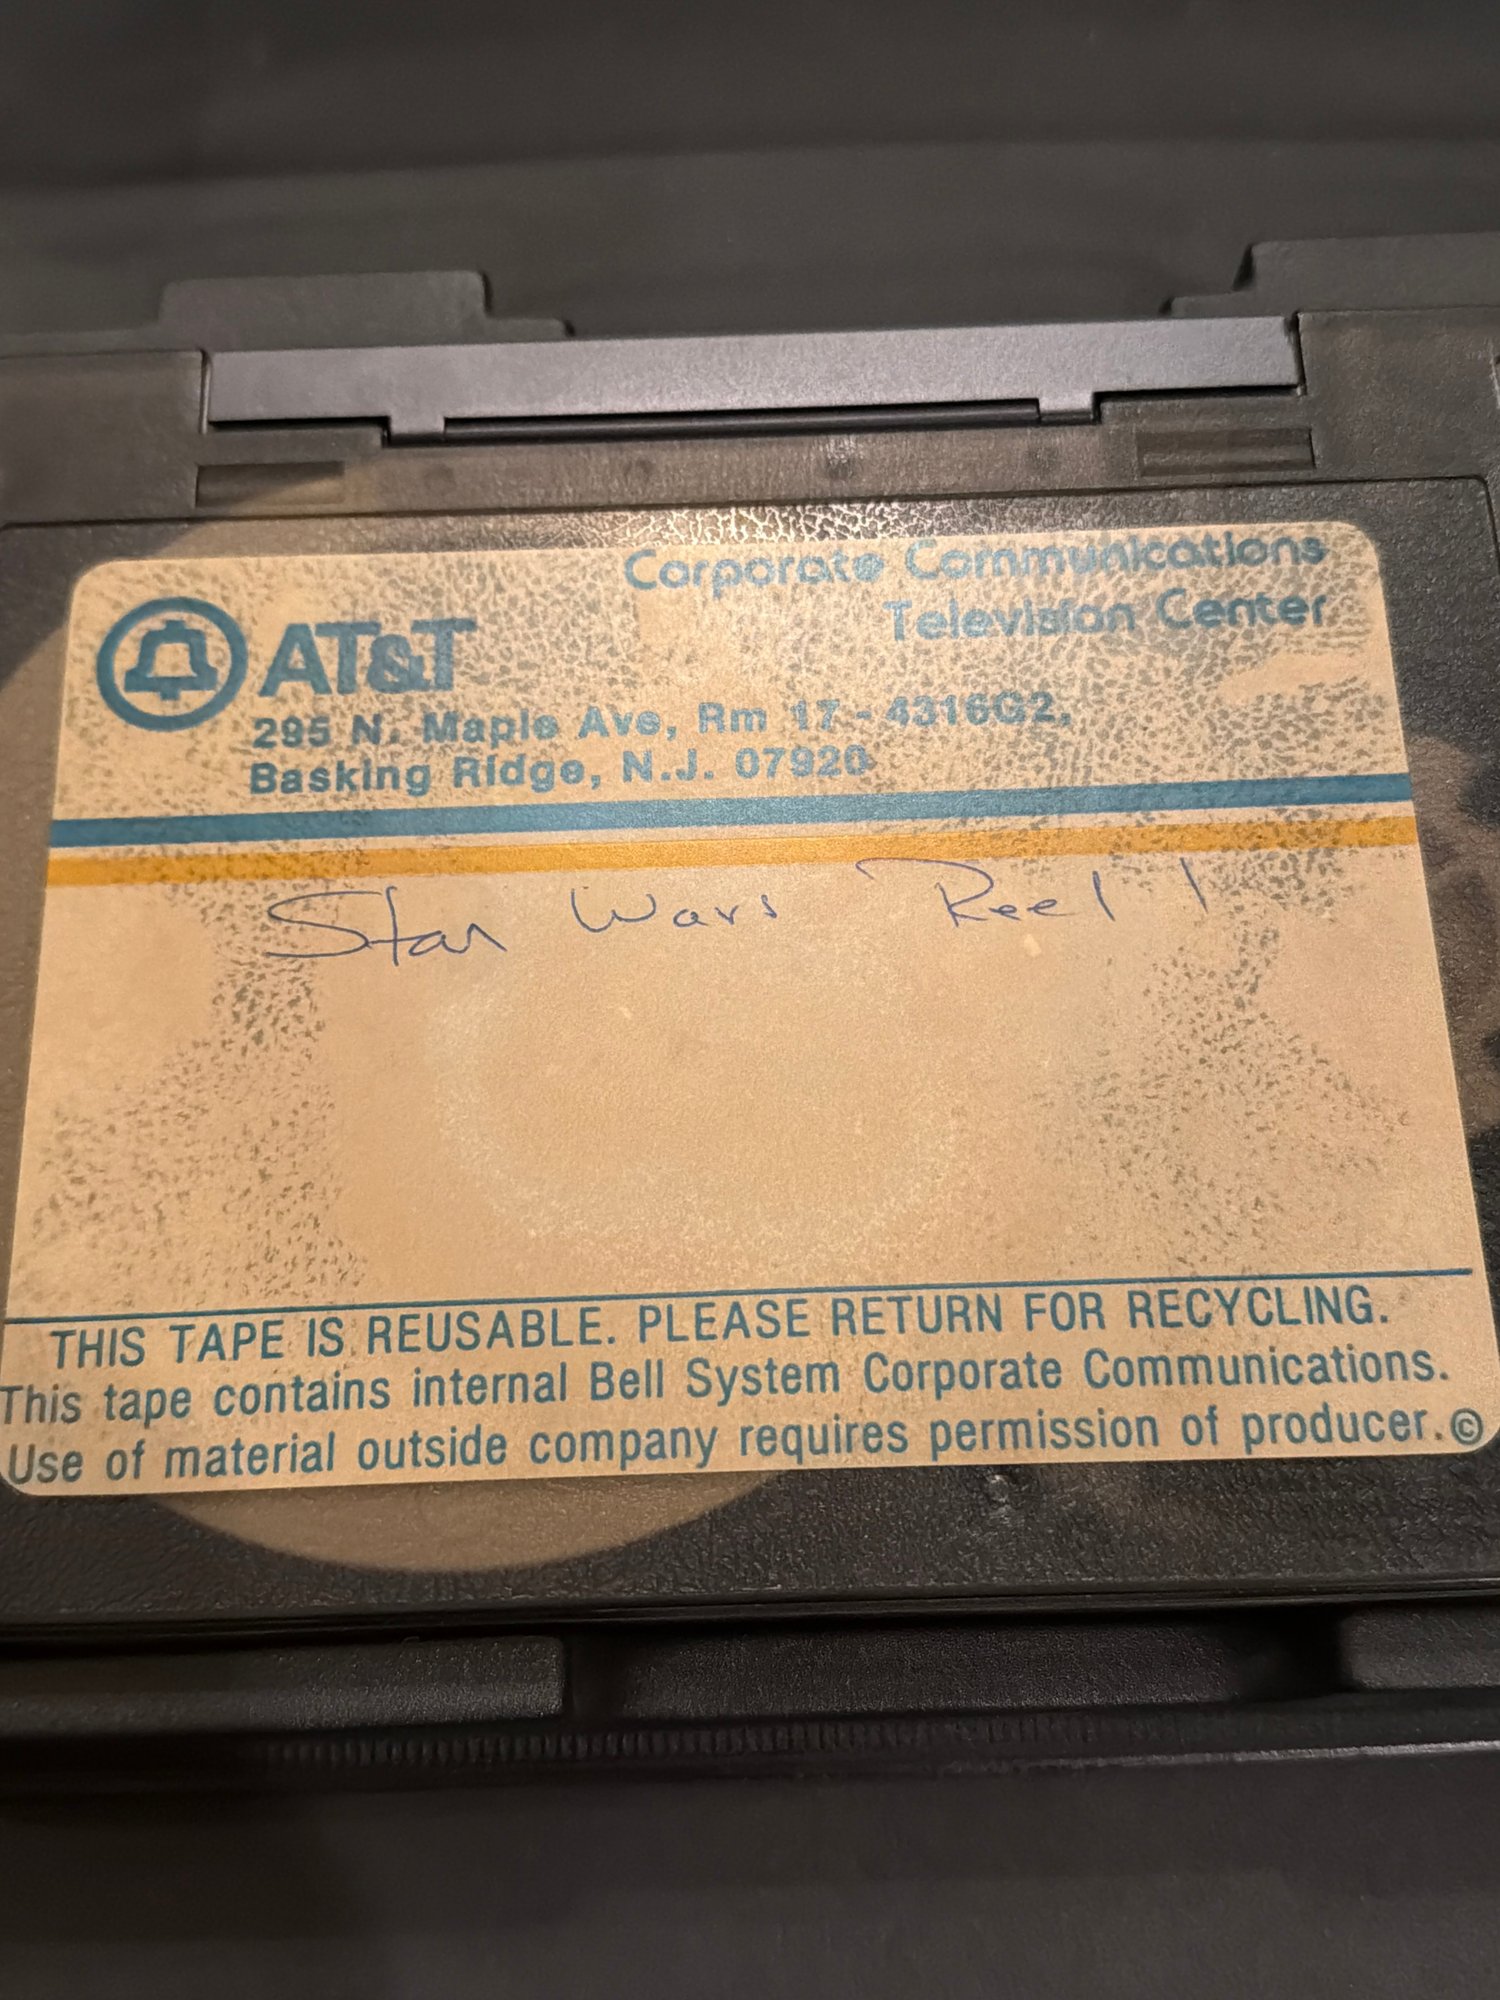 Corporate Communications
Television Center
AT&T
295 N. Maple Ave, Rm 17 - 4316G2,
Basking Ridge, N.J. 07920
Star Wars Reel 1
THIS TAPE IS REUSABLE. PLEASE RETURN FOR RECYCLING.
This tape contains internal Bell System Corporate Communications.
Use of material outside company requires permission of producer.©